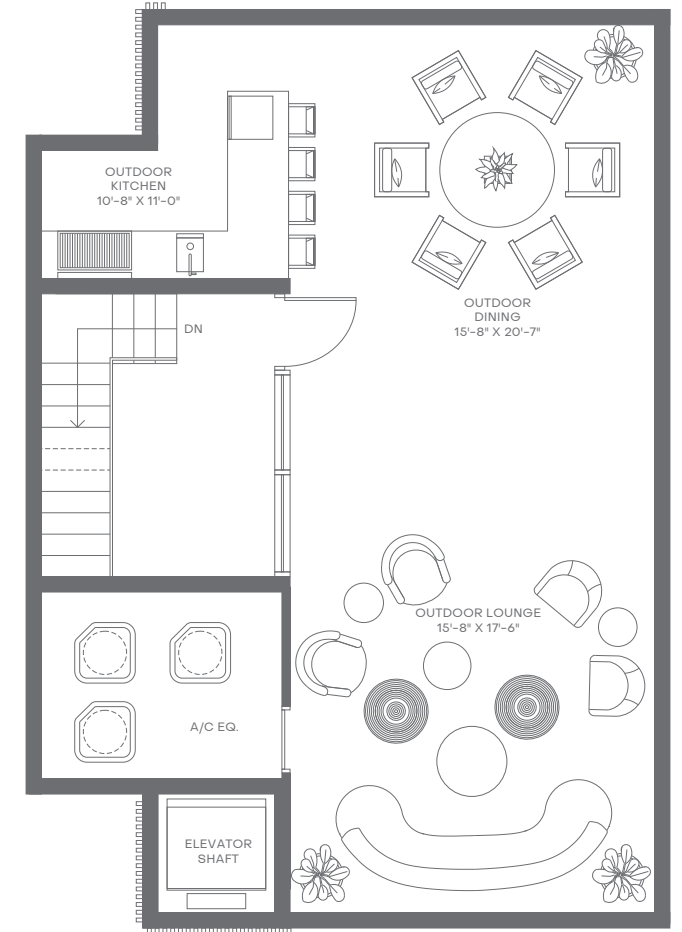 OUTDOOR
KITCHEN
10'-8" X 11'-0"
DN
OUTDOOR
DINING
15'-8" X 20'-7"
OUTDOOR LOUNGE
15'-8" X 17'-6"
A/C EQ.
ELEVATOR
SHAFT